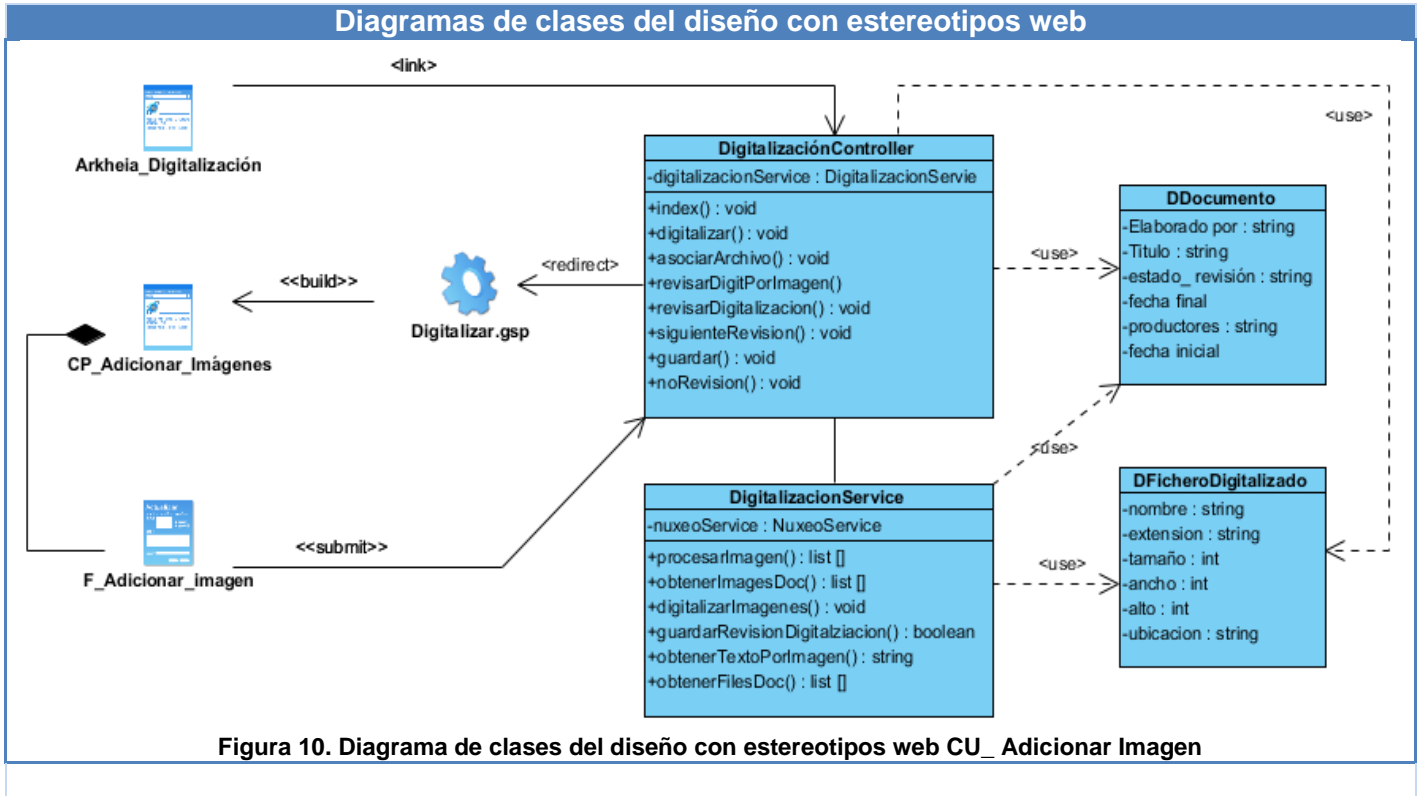 Diagramas de clases del diseño con estereotipos web
<link>
<use>
Arkheia_Digitalización
DigitalizaciónController
-digitalizacionService : DigitalizacionServie
+index() : void
+digitalizar() : void
+asociarArchivo() : void
+revisarDigitPorImagen()
+revisarDigitalizacion() : void
+siguienteRevision() : void
+guardar() : void
+noRevision() : void
<use>
DDocumento
-Elaborado por : string
-Titulo : string
-estado_ revisión : string
-fecha final
-productores : string
-fecha inicial
<redirect>
Digitalizar.gsp
<<build>>
CP_Adicionar_Imágenes
F_Adicionar_imagen
<<submit>>
<use>
DigitalizacionService
-nuxeoService : NuxeoService
+procesarImagen() : list []
+obtenerImagesDoc() : list []
+digitalizarImagenes() : void
+guardarRevisionDigitalziacion() : boolean
+obtenerTextoPorImagen() : string
+obtenerFilesDoc() : list []
<use>
DFicheroDigitalizado
-nombre : string
-extension : string
-tamaño : int
-ancho : int
-alto : int
-ubicacion : string
Figura 10. Diagrama de clases del diseño con estereotipos web CU_ Adicionar Imagen